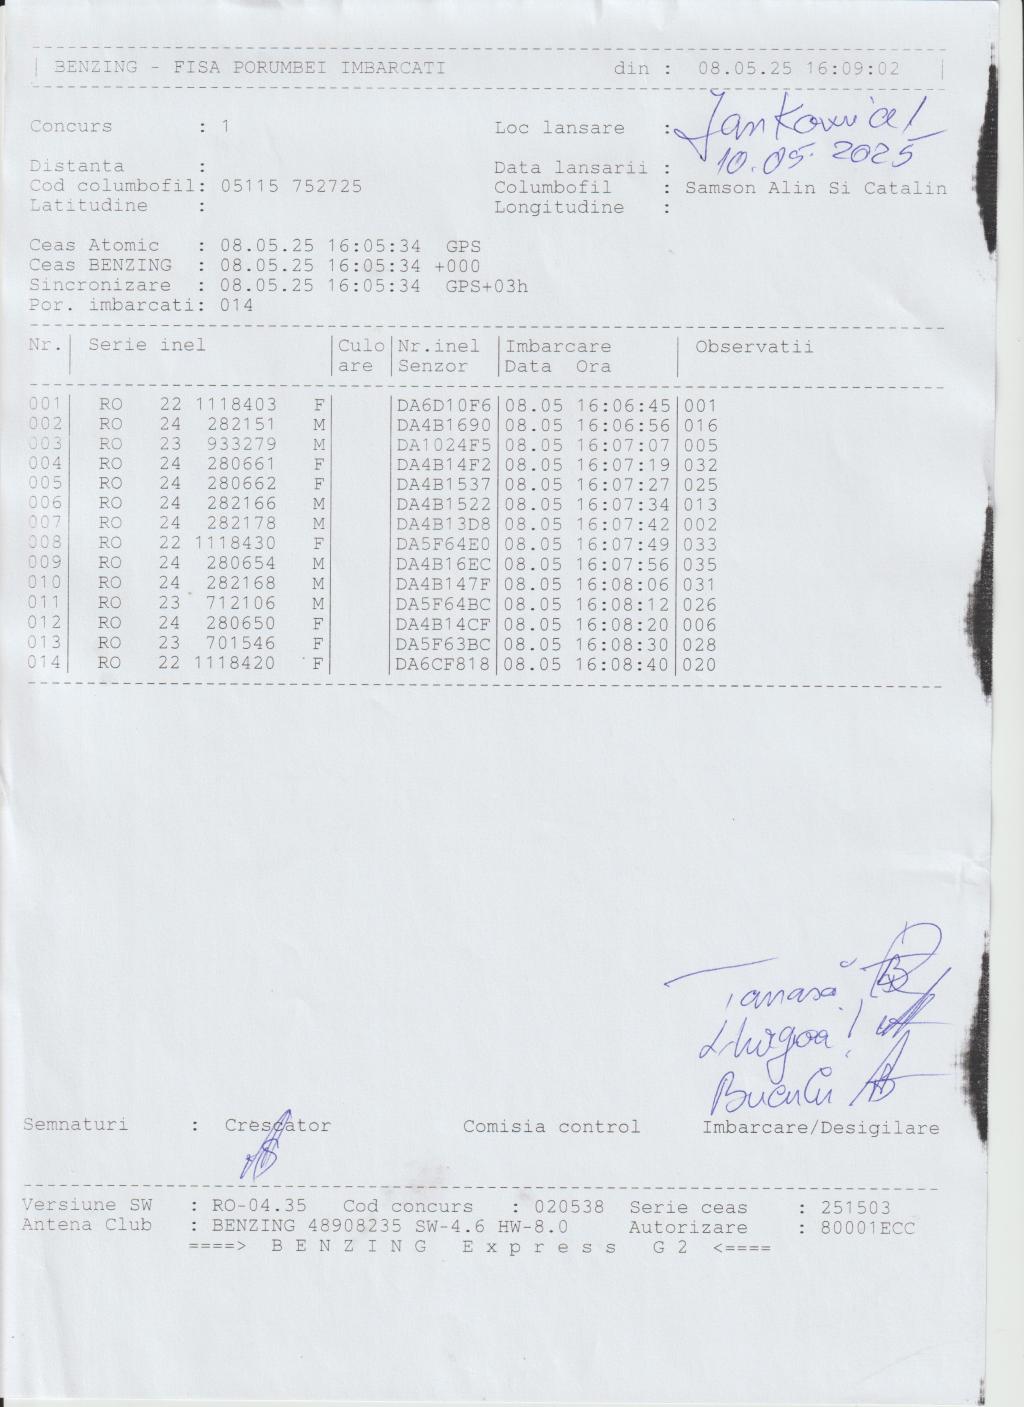 BENZING - FISA PORUMBEI IMBARCATI din : 08.05.25 16:09:02
Concurs : 1 Loc lansare : Jankovical
Distanta : Data lansarii : 10.05.2025
Cod columbofil: 05115 752725 Columbofil : Samson Alin Si Catalin
Latitudine : Longitudine :
Ceas Atomic : 08.05.25 16:05:34 GPS
Ceas BENZING : 08.05.25 16:05:34 +000
Sincronizare : 08.05.25 16:05:34 GPS+03h
Por. imbarcati: 014
Nr. Serie inel Culo Nr.inel Imbarcare Observatii
are Senzor Data Ora
001 RO 22 1118403 F DA6D10F6 08.05 16:06:45 001
002 RO 24 282151 M DA4B1690 08.05 16:06:56 016
003 RO 23 933279 M DA1024F5 08.05 16:07:07 005
004 RO 24 280661 F DA4B14F2 08.05 16:07:19 032
005 RO 24 280662 F DA4B1537 08.05 16:07:27 025
006 RO 24 282166 M DA4B1522 08.05 16:07:34 013
007 RO 24 282178 M DA4B13D8 08.05 16:07:42 002
008 RO 22 1118430 F DA5F64E0 08.05 16:07:49 033
009 RO 24 280654 M DA4B16EC 08.05 16:07:56 035
010 RO 24 282168 M DA4B147F 08.05 16:08:06 031
011 RO 23 712106 M DA5F64BC 08.05 16:08:12 026
012 RO 24 280650 F DA4B14CF 08.05 16:08:20 006
013 RO 23 701546 F DA5F63BC 08.05 16:08:30 028
014 RO 22 1118420 F DA6CF818 08.05 16:08:40 020
Tanasă
Semnaturi : Crescator Comisia control Imbarcare/Desigilare
Versiune SW : RO-04.35 Cod concurs : 020538 Serie ceas : 251503
Antena Club : BENZING 48908235 SW-4.6 HW-8.0 Autorizare : 80001ECC
====> B E N Z I N G E x p r e s s G 2 <====